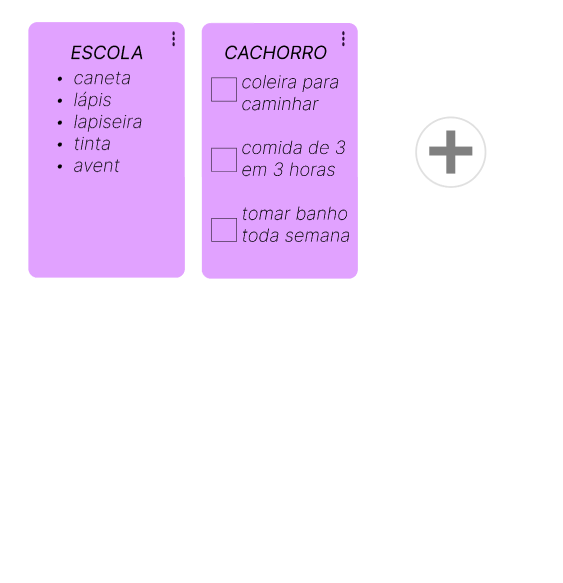 ESCOLA
• caneta
• lápis
• lapiseira
• tinta
• avent
CACHORRO
coleira para
caminhar
comida de 3
em 3 horas
tomar banho
toda semana